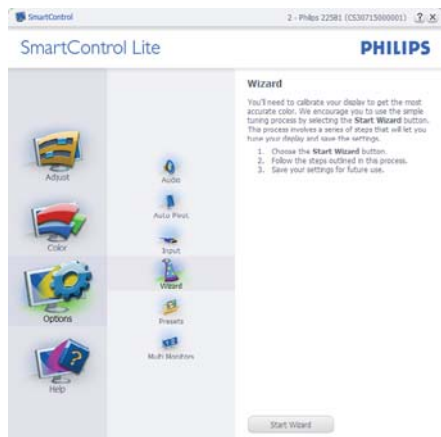 SmartControl
2 - Philips 225B1 (CS30715000001) ? X
SmartControl Lite
PHILIPS
Adjust
Color
Options
Help
Audio
Auto Pivot
Input
Wizard
Presets
Multi Monitors
Wizard
You'll need to calibrate your display to get the most
accurate color. We encourage you to use the simple
tuning process by selecting the Start Wizard button.
This process involves a series of steps that will let you
tune your display and save the settings.
1. Choose the Start Wizard button.
2. Follow the steps outlined in this process.
3. Save your settings for future use.
Start Wizard